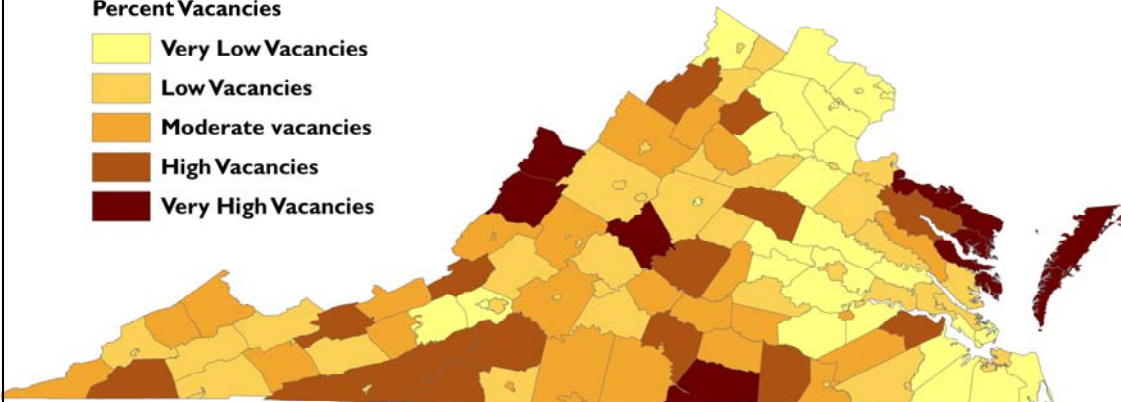 Percent Vacancies
Very Low Vacancies
Low Vacancies
Moderate vacancies
High Vacancies
Very High Vacancies